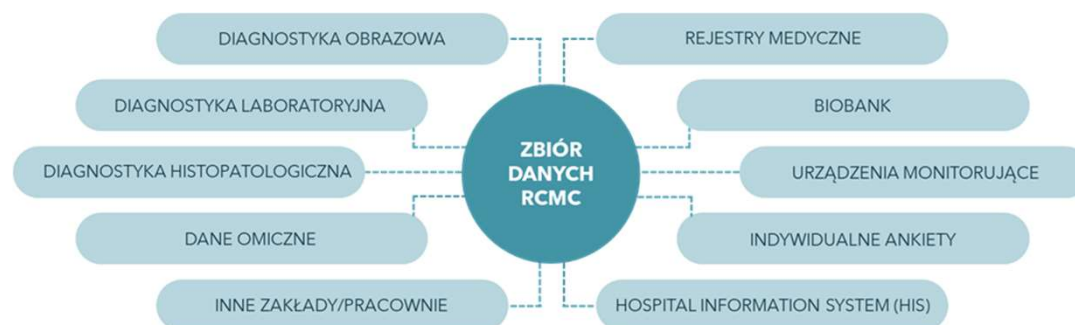 DIAGNOSTYKA OBRAZOWA
REJESTRY MEDYCZNE
DIAGNOSTYKA LABORATORYJNA
BIOBANK
ZBIÓR
DANYCH
RCMC
DIAGNOSTYKA HISTOPATOLOGICZNA
URZĄDZENIA MONITORUJĄCE
DANE OMICZNE
INDYWIDUALNE ANKIETY
INNE ZAKŁADY/PRACOWNIE
HOSPITAL INFORMATION SYSTEM (HIS)